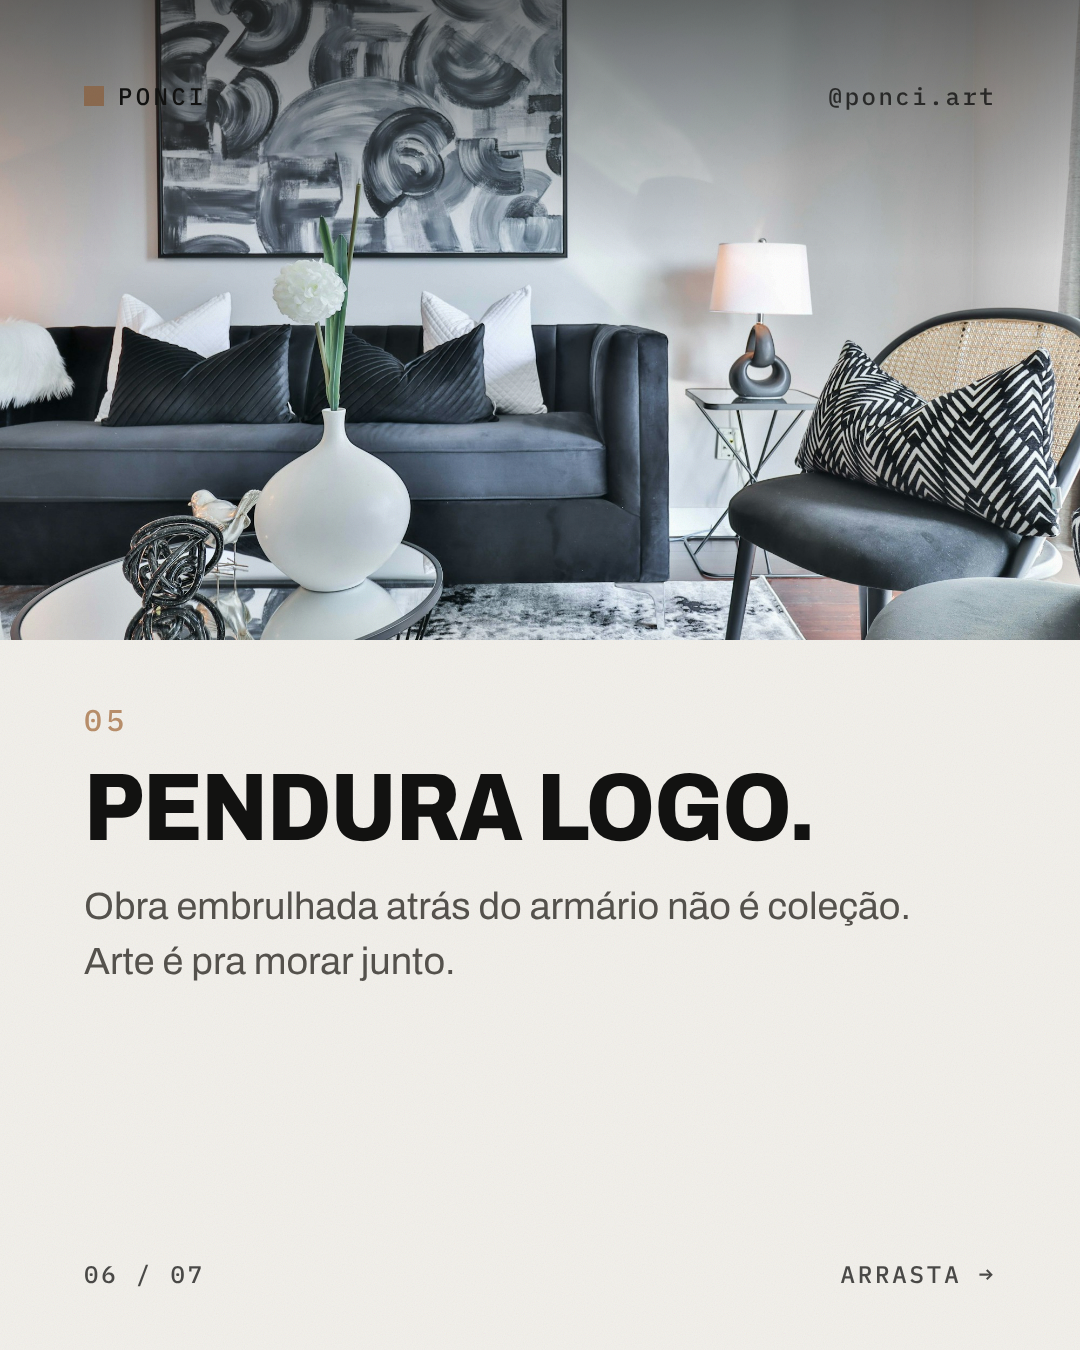 PONCI
@ponci.art
05
PENDURA LOGO.
Obra embrulhada atrás do armário não é coleção.
Arte é pra morar junto.
06 / 07
ARRASTA →